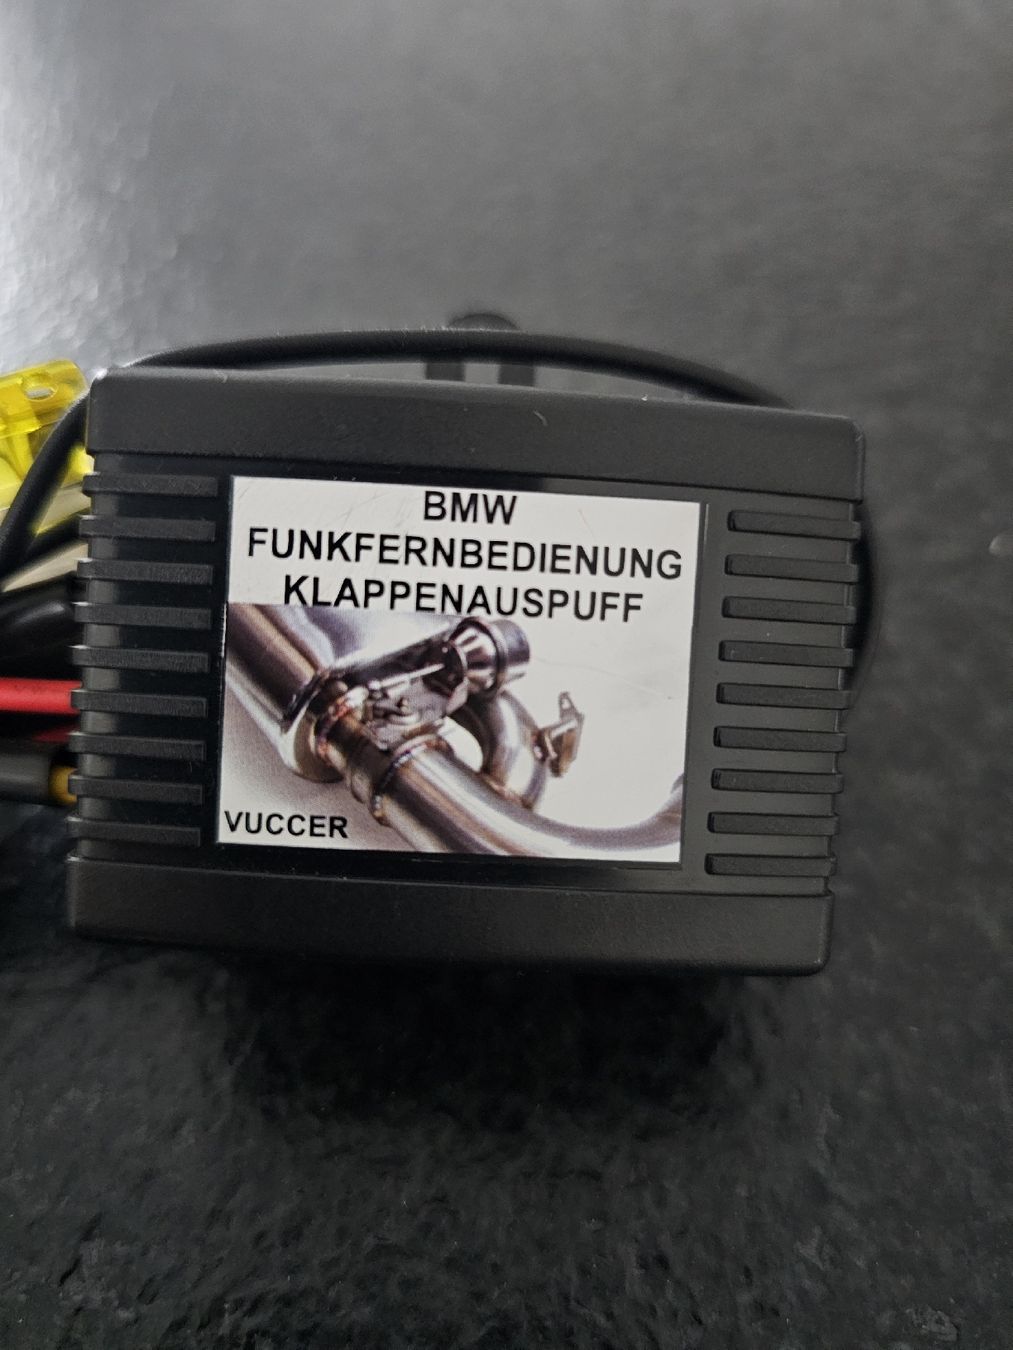 BMW
FUNKFERNBEDIENUNG
KLAPPENAUSPUFF
VUCCER